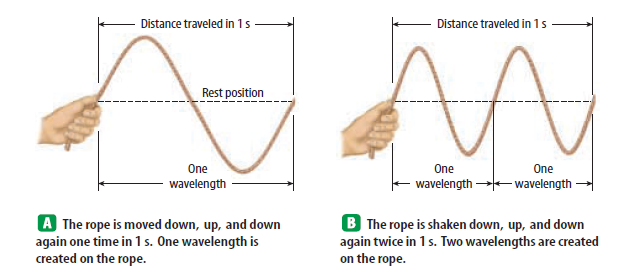 Distance traveled in 1 s
Rest position
One
wavelength
A The rope is moved down, up, and down
again one time in 1 s. One wavelength is
created on the rope.
Distance traveled in 1 s
One
wavelength
One
wavelength
B The rope is shaken down, up, and down
again twice in 1 s. Two wavelengths are created
on the rope.